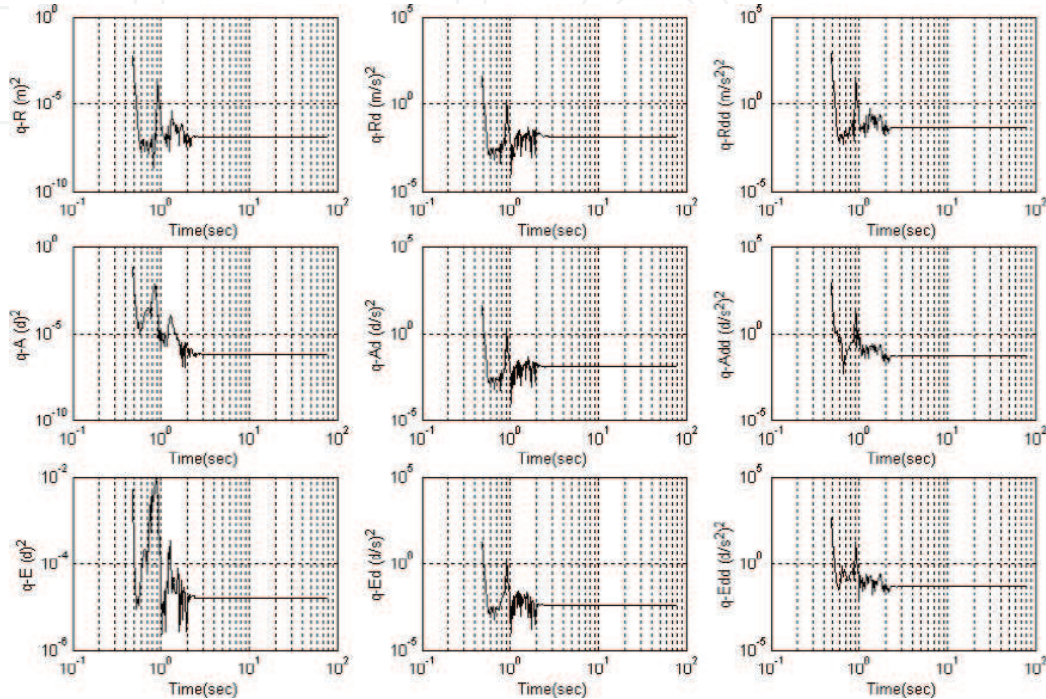 10^5
10^0
10^-5
10^-10
q-R (m)^2
10^-1 10^0 10^1 10^2
Time(sec)
10^5
10^0
10^-5
q-Rd (m/s)^2
10^-1 10^0 10^1 10^2
Time(sec)
10^5
10^0
10^-5
q-Rdd (m/s^2)^2
10^-1 10^0 10^1 10^2
Time(sec)
10^0
10^-5
10^-10
q-A (d)^2
10^-1 10^0 10^1 10^2
Time(sec)
10^5
10^0
10^-5
q-Ad (d/s)^2
10^-1 10^0 10^1 10^2
Time(sec)
10^5
10^0
10^-5
q-Add (d/s^2)^2
10^-1 10^0 10^1 10^2
Time(sec)
10^-2
10^-4
10^-6
q-E (d)^2
10^-1 10^0 10^1 10^2
Time(sec)
10^5
10^0
10^-5
q-Ed (d/s)^2
10^-1 10^0 10^1 10^2
Time(sec)
10^5
10^0
10^-5
q-Edd (d/s^2)^2
10^-1 10^0 10^1 10^2
Time(sec)